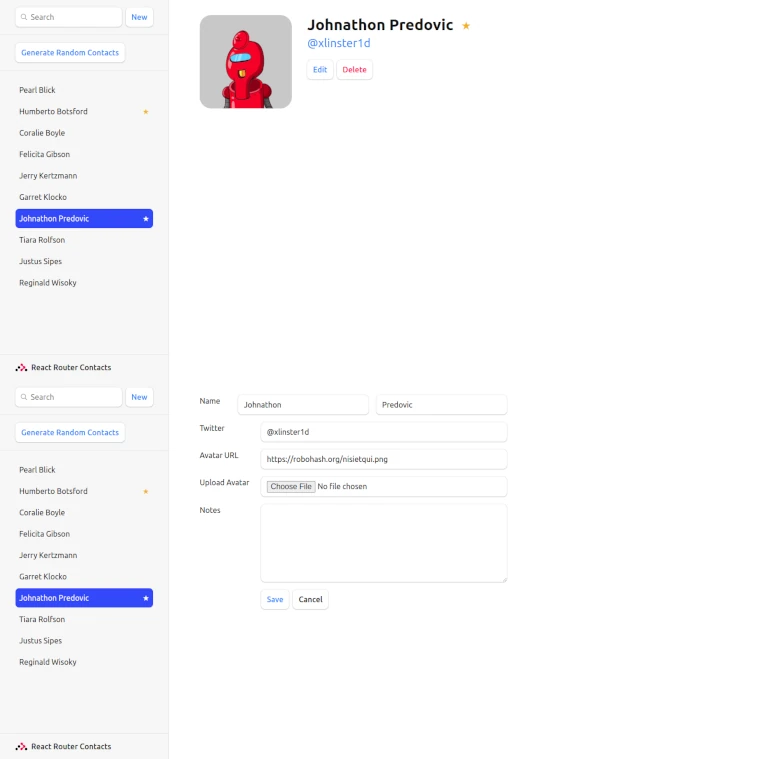 Search
New
Generate Random Contacts
Pearl Blick
Humberto Botsford ★
Coralie Boyle
Felicita Gibson
Jerry Kertzmann
Garret Klocko
Johnathon Predovic ★
Tiara Rolfson
Justus Sipes
Reginald Wisoky
React Router Contacts
Johnathon Predovic ★
@xlinster1d
Edit Delete
Search
New
Generate Random Contacts
Pearl Blick
Humberto Botsford ★
Coralie Boyle
Felicita Gibson
Jerry Kertzmann
Garret Klocko
Johnathon Predovic ★
Tiara Rolfson
Justus Sipes
Reginald Wisoky
React Router Contacts
Name Johnathon Predovic
Twitter @xlinster1d
Avatar URL https://robohash.org/nisietqui.png
Upload Avatar Choose File No file chosen
Notes
Save Cancel